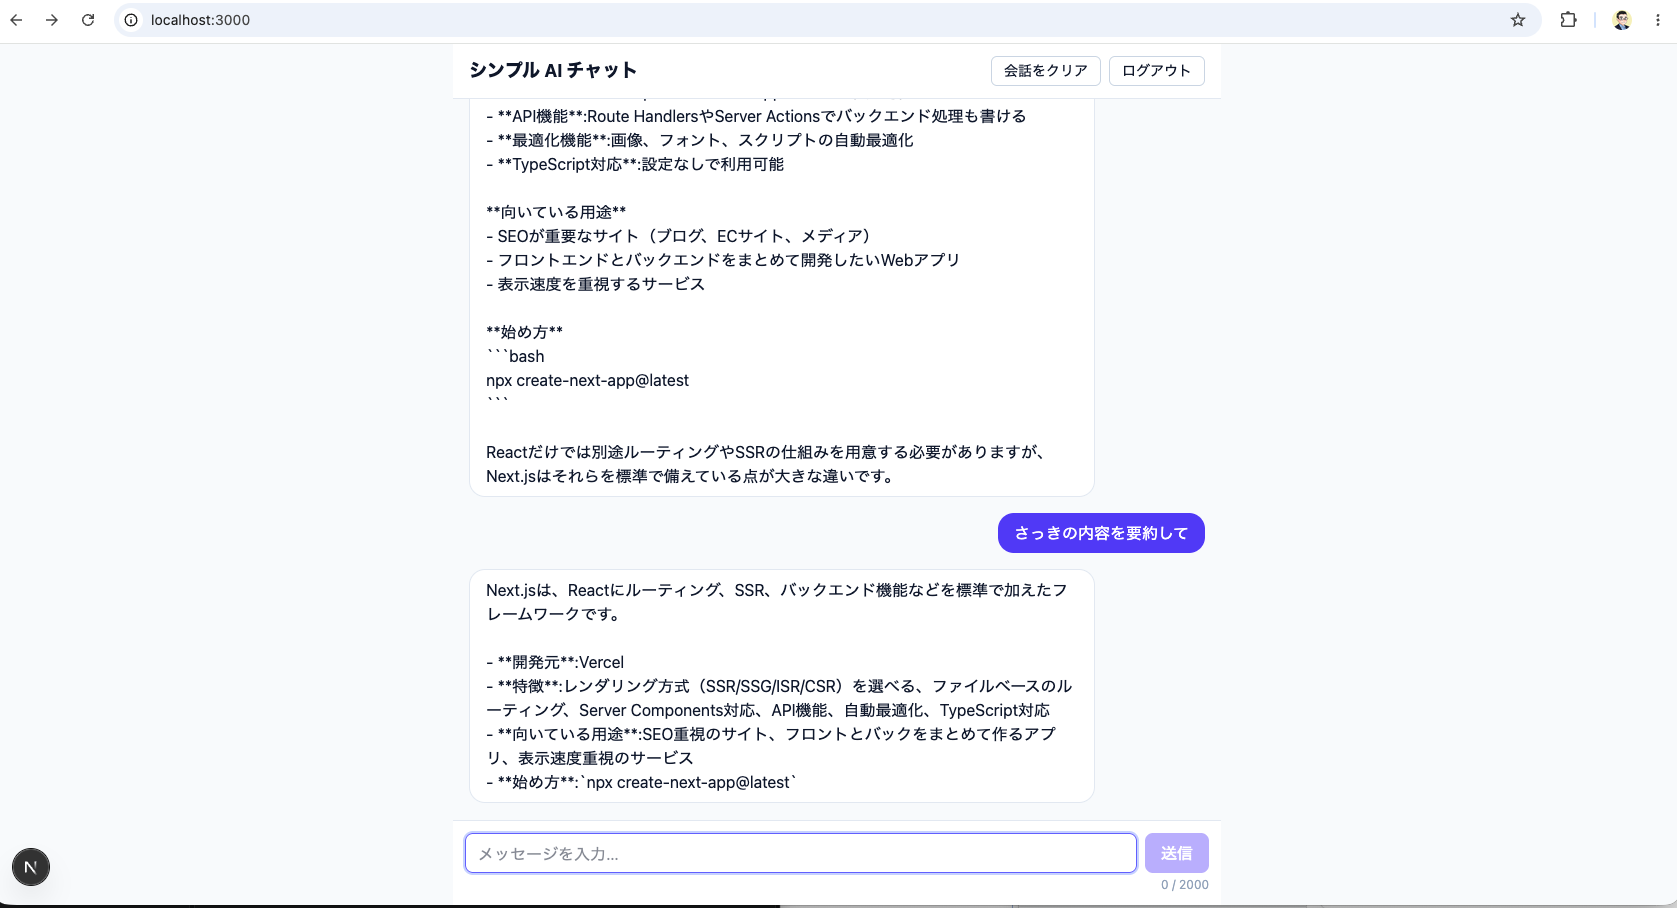 localhost:3000
シンプル AI チャット
会話をクリア
ログアウト
- **API機能**:Route HandlersやServer Actionsでバックエンド処理も書ける
- **最適化機能**:画像、フォント、スクリプトの自動最適化
- **TypeScript対応**:設定なしで利用可能
**向いている用途**
- SEOが重要なサイト（ブログ、ECサイト、メディア）
- フロントエンドとバックエンドをまとめて開発したいWebアプリ
- 表示速度を重視するサービス
**始め方**
```bash
npx create-next-app@latest
```
Reactだけでは別途ルーティングやSSRの仕組みを用意する必要がありますが、
Next.jsはそれらを標準で備えている点が大きな違いです。
さっきの内容を要約して
Next.jsは、Reactにルーティング、SSR、バックエンド機能などを標準で加えたフ
レームワークです。
- **開発元**:Vercel
- **特徴**:レンダリング方式（SSR/SSG/ISR/CSR）を選べる、ファイルベースのル
ーティング、Server Components対応、API機能、自動最適化、TypeScript対応
- **向いている用途**:SEO重視のサイト、フロントとバックをまとめて作るアプ
リ、表示速度重視のサービス
- **始め方**:`npx create-next-app@latest`
メッセージを入力...
送信
0 / 2000
N